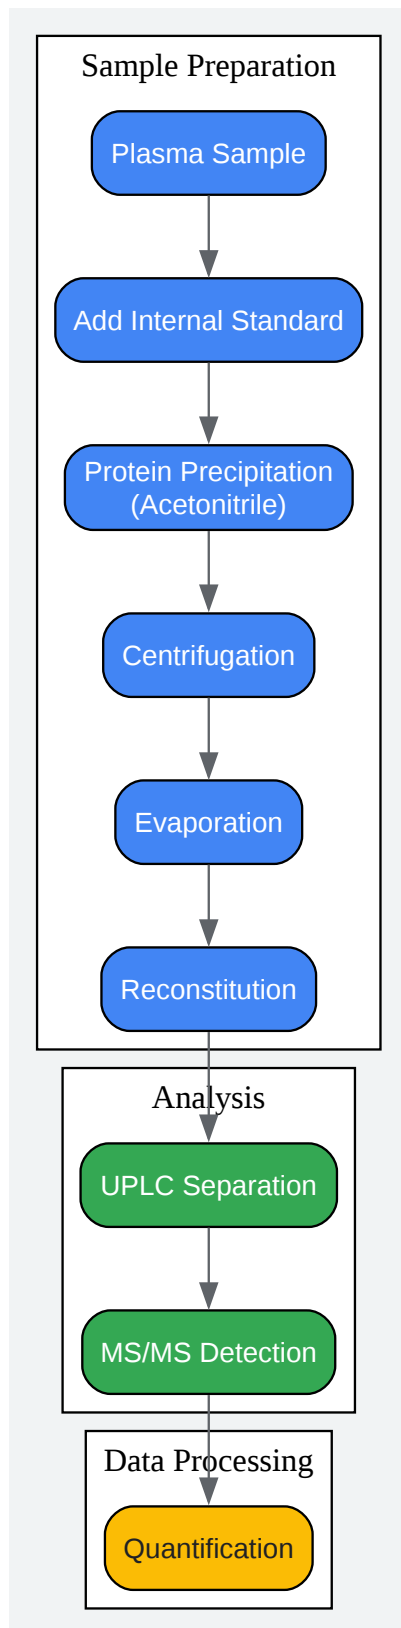 Sample Preparation
Plasma Sample
Add Internal Standard
Protein Precipitation
(Acetonitrile)
Centrifugation
Evaporation
Reconstitution
Analysis
UPLC Separation
MS/MS Detection
Data Processing
Quantification